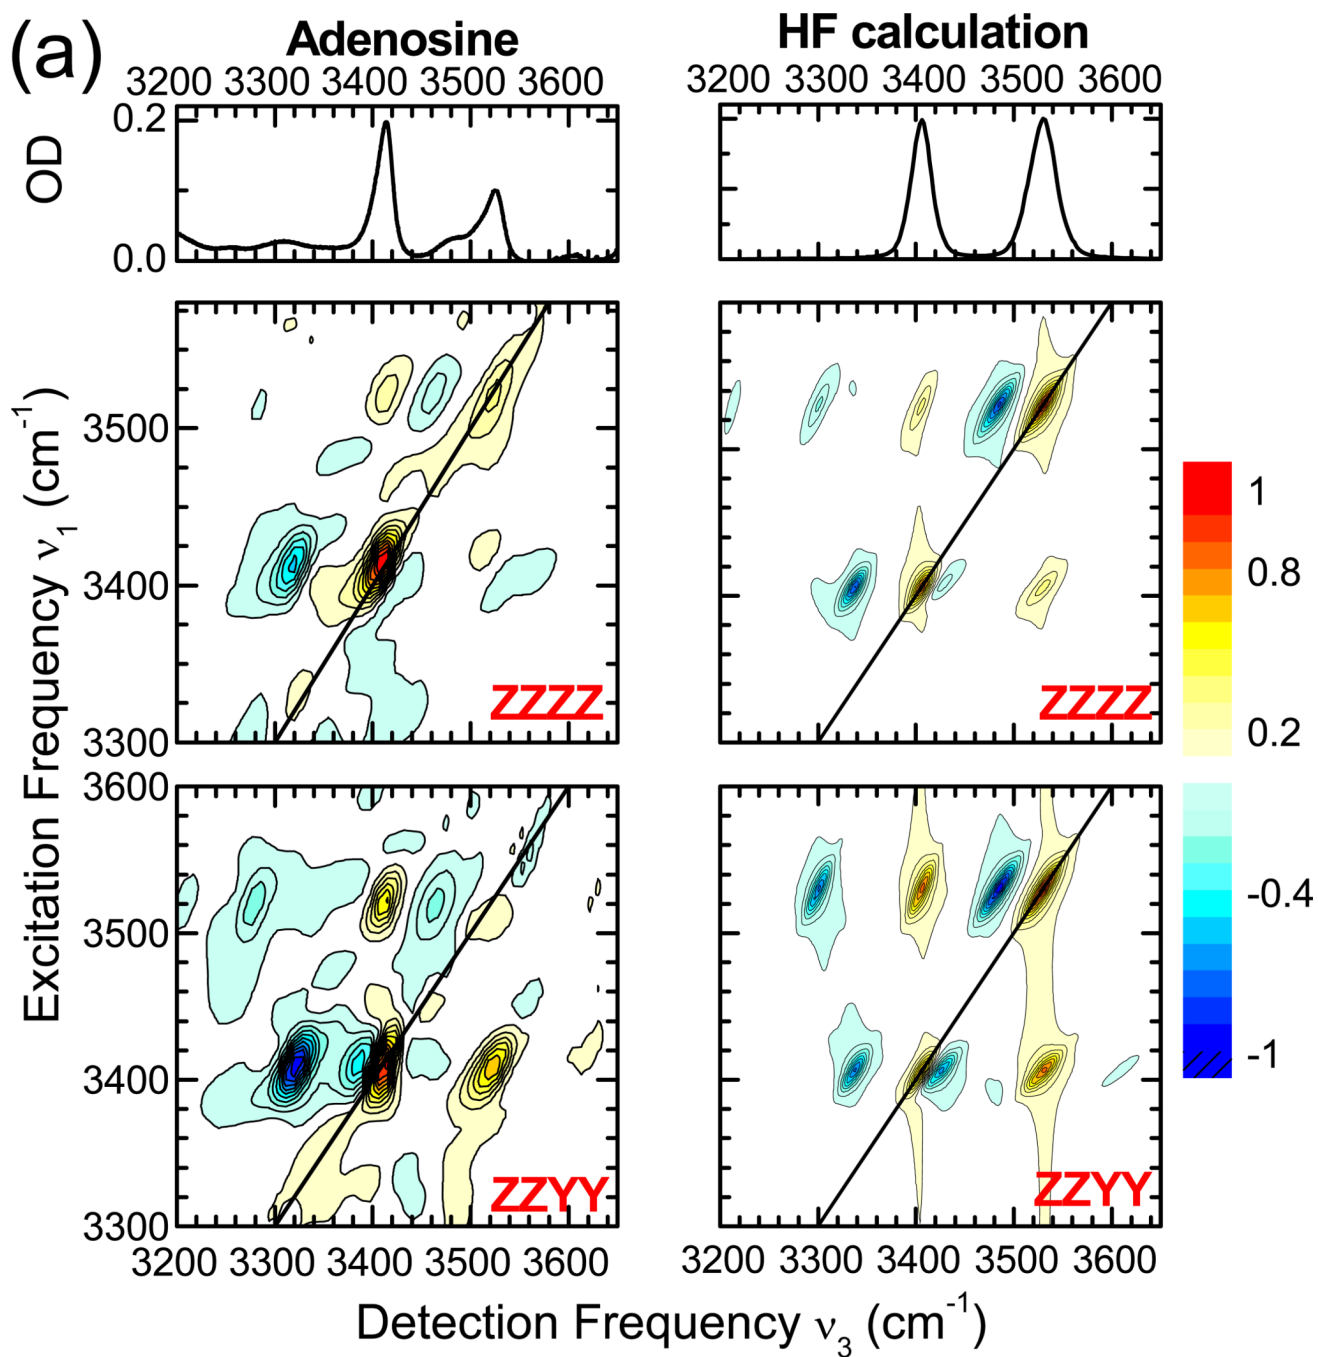 (a)
Adenosine
HF calculation
3200 3300 3400 3500 3600
3200 3300 3400 3500 3600
OD
0.2
0.0
Excitation Frequency ν1 (cm-1)
3500
3400
3300
ZZZZ
ZZZZ
1
0.8
0.2
-0.4
-1
3600
3500
3400
3300
ZZYY
ZZYY
3200 3300 3400 3500 3600
3200 3300 3400 3500 3600
Detection Frequency ν3 (cm-1)